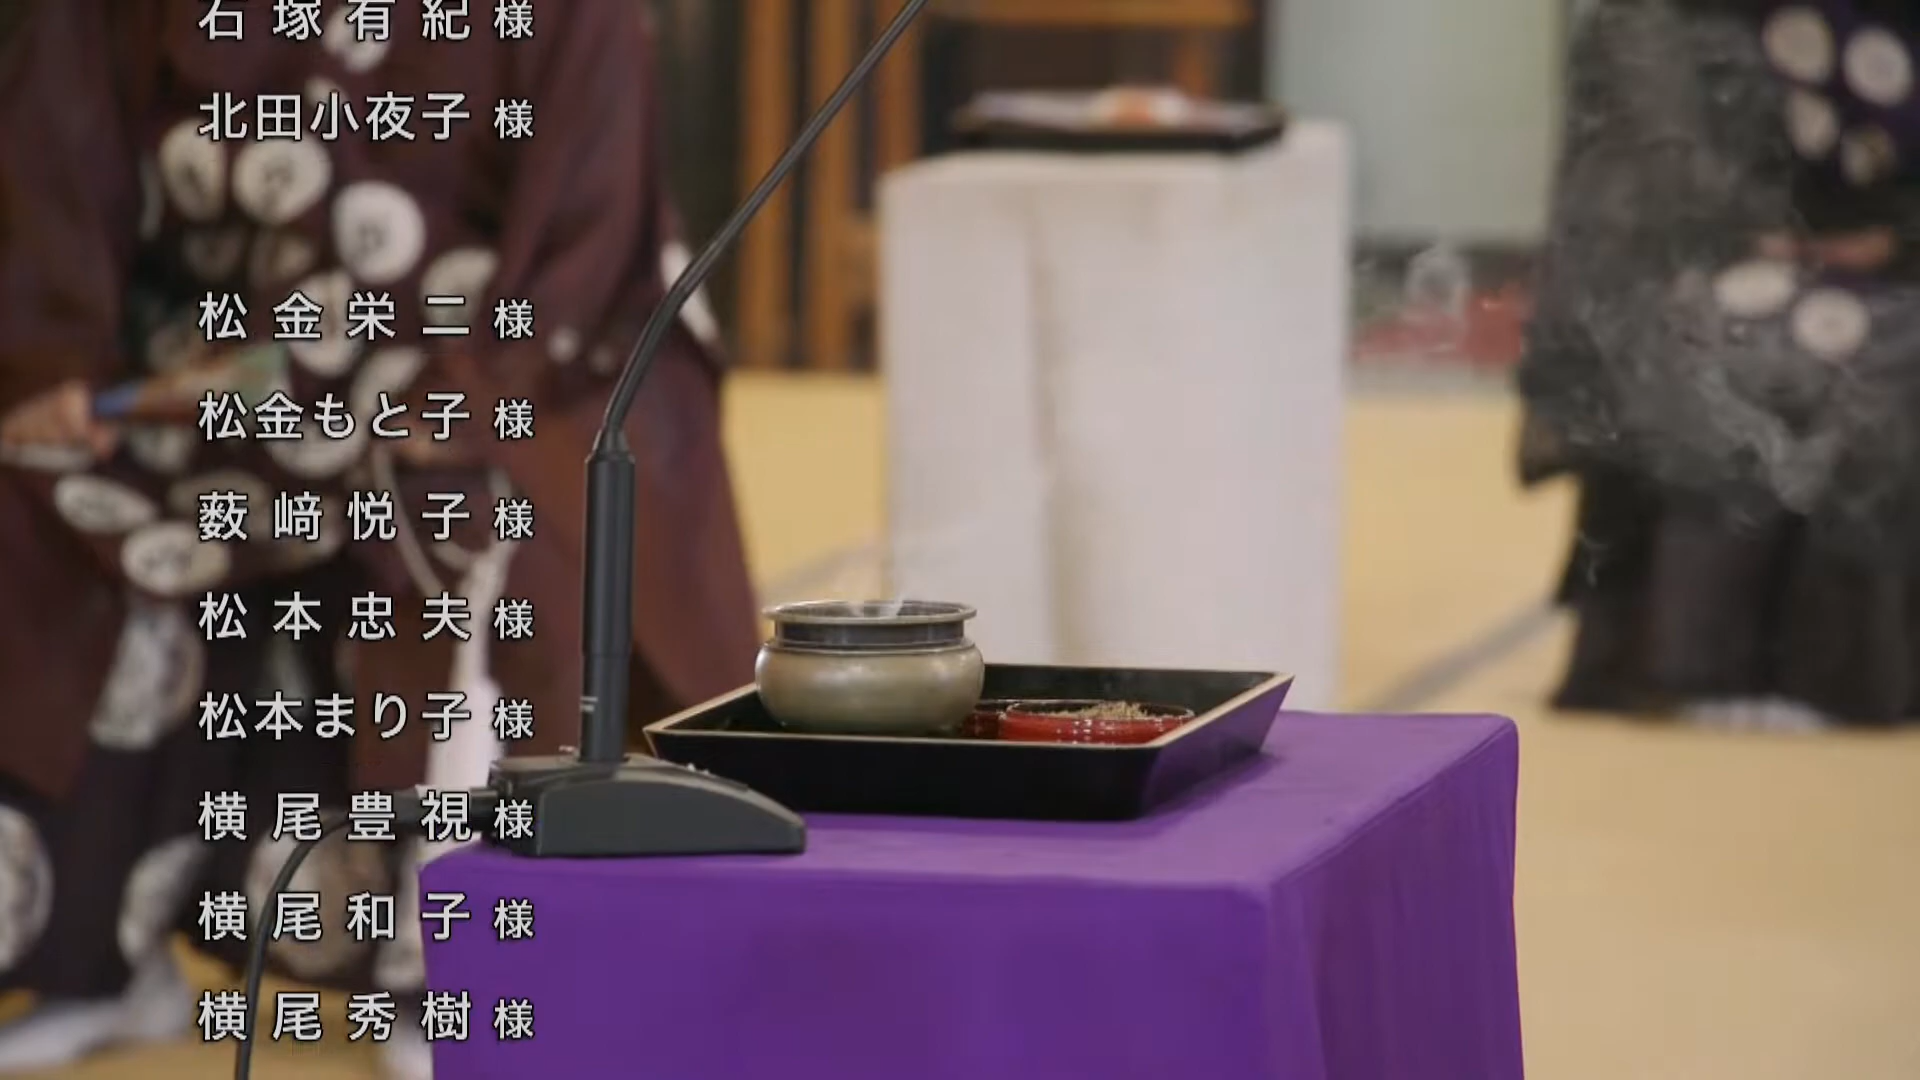 石塚有紀様
北田小夜子様
松金栄二様
松金もと子様
薮﨑悦子様
松本忠夫様
松本まり子様
横尾豊視様
横尾和子様
横尾秀樹様